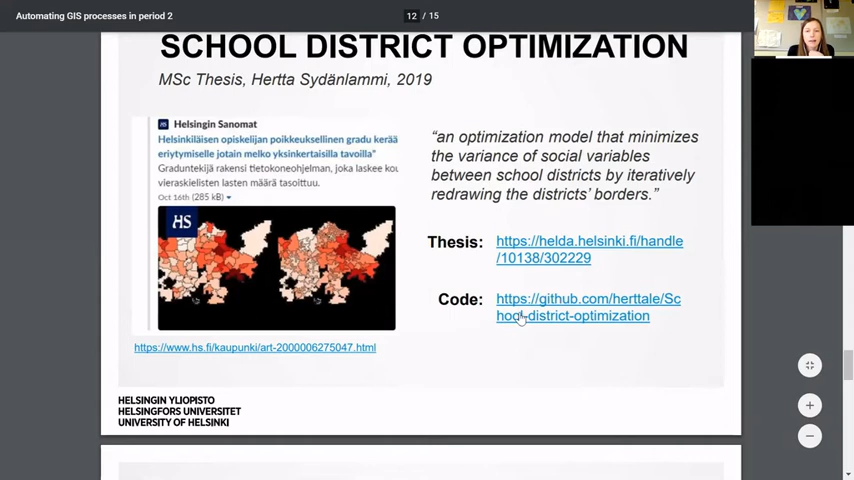 Automating GIS processes in period 2
12 / 15
SCHOOL DISTRICT OPTIMIZATION
MSc Thesis, Hertta Sydänlammi, 2019
Helsingin Sanomat
Helsinkiläisen opiskelijan poikkeuksellinen gradu kerää
eriytymiselle jotain melko yksinkertaisilla tavoilla"
Graduntekijä rakensi tietokoneohjelman, joka laskee kou
vieraskielisten lasten määrä tasoittuu.
Oct 16th (285 kB)
HS
https://www.hs.fi/kaupunki/art-2000006275047.html
"an optimization model that minimizes
the variance of social variables
between school districts by iteratively
redrawing the districts' borders."
Thesis: https://helda.helsinki.fi/handle
/10138/302229
Code: https://github.com/herttale/Sc
hool-district-optimization
HELSINGIN YLIOPISTO
HELSINGFORS UNIVERSITET
UNIVERSITY OF HELSINKI